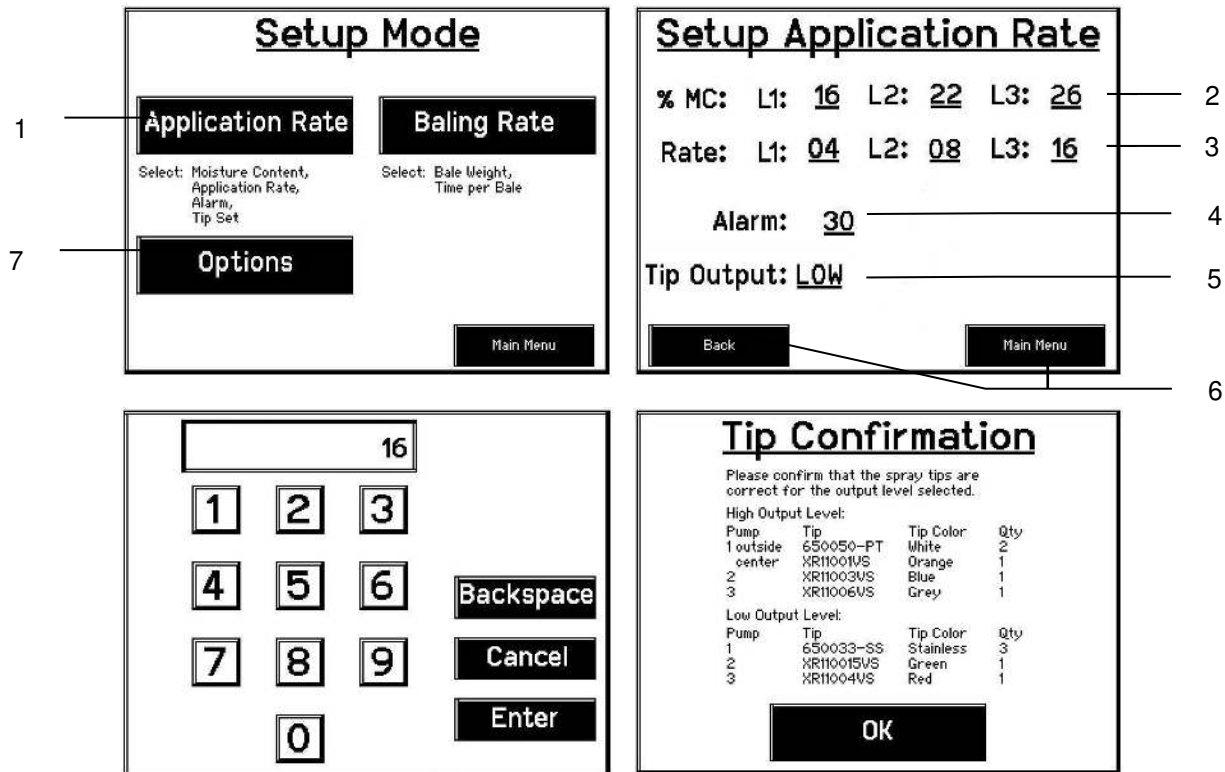 Setup Mode
1
Application Rate
Baling Rate
Select: Moisture Content,
Application Rate,
Alarm,
Tip Set
Select: Bale Weight,
Time per Bale
7
Options
Main Menu
Setup Application Rate
% MC: L1: 16 L2: 22 L3: 26
2
Rate: L1: 04 L2: 08 L3: 16
3
Alarm: 30
4
Tip Output: LOW
5
Back
Main Menu
6
16
1 2 3
4 5 6
Backspace
7 8 9
Cancel
Enter
0
Tip Confirmation
Please confirm that the spray tips are
correct for the output level selected.
High Output Level:
Pump Tip Tip Color Qty
1 outside 650050-PT White 2
center XR11001VS Orange 1
2 XR11003VS Blue 1
3 XR11006VS Grey 1
Low Output Level:
Pump Tip Tip Color Qty
1 650033-SS Stainless 3
2 XR110015VS Green 1
3 XR11004VS Red 1
OK